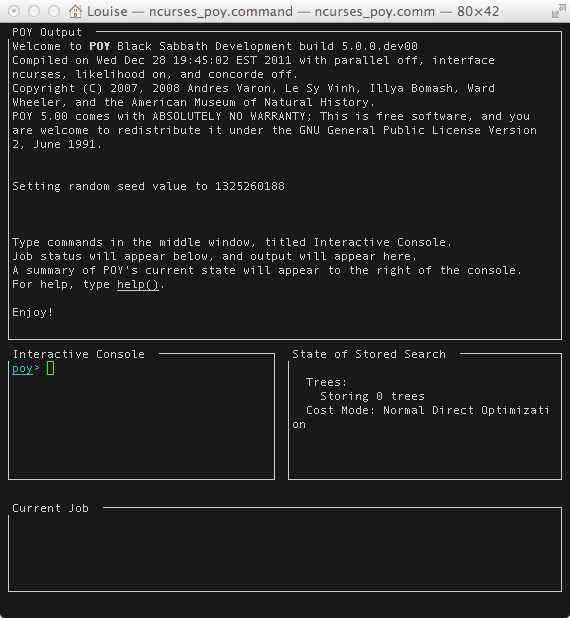 Louise — ncurses_poy.command — ncurses_poy.comm — 80×42
POY Output
Welcome to POY Black Sabbath Development build 5.0.0.dev00
Compiled on Wed Dec 28 19:45:02 EST 2011 with parallel off, interface
ncurses, likelihood on, and concorde off.
Copyright (C) 2007, 2008 Andres Varon, Le Sy Vinh, Illya Bomash, Ward
Wheeler, and the American Museum of Natural History.
POY 5.00 comes with ABSOLUTELY NO WARRANTY; This is free software, and you
are welcome to redistribute it under the GNU General Public License Version
2, June 1991.
Setting random seed value to 1325260188
Type commands in the middle window, titled Interactive Console.
Job status will appear below, and output will appear here.
A summary of POY's current state will appear to the right of the console.
For help, type help().
Enjoy!
Interactive Console
poy>
State of Stored Search
Trees:
Storing 0 trees
Cost Mode: Normal Direct Optimizati
on
Current Job